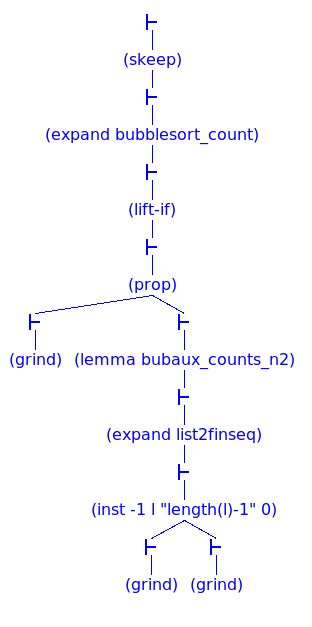 ⊢
(skeep)
⊢
(expand bubblesort_count)
⊢
(lift-if)
⊢
(prop)
⊢ ⊢
(grind) (lemma bubaux_counts_n2)
⊢
(expand list2finseq)
⊢
(inst -1 l "length(l)-1" 0)
⊢ ⊢
(grind) (grind)